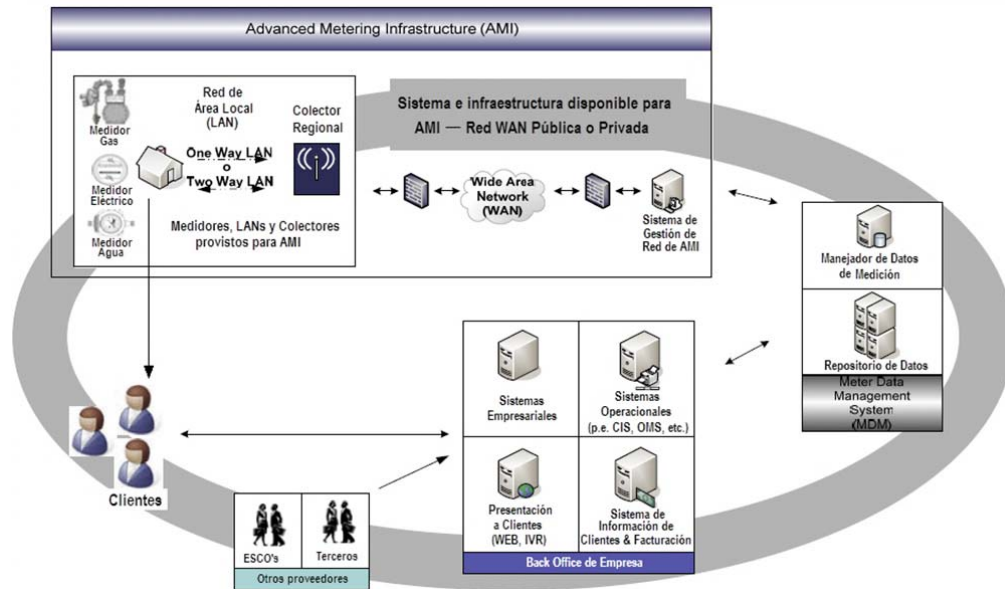 Advanced Metering Infrastructure (AMI)
Medidor
Gas
Medidor
Eléctrico
Medidor
Agua
Red de
Área Local
(LAN)
One Way LAN
o
Two Way LAN
Colector
Regional
Medidores, LANs y Colectores
provistos para AMI
Sistema e infraestructura disponible para
AMI — Red WAN Pública o Privada
Wide Area
Network
(WAN)
Sistema de
Gestión de
Red de AMI
Manejador de Datos
de Medición
Repositorio de Datos
Meter Data
Management
System
(MDM)
Sistemas
Empresariales
Sistemas
Operacionales
(p.e. CIS, OMS, etc.)
Presentación
a Clientes
(WEB, IVR)
Sistema de
Información de
Clientes & Facturación
Back Office de Empresa
Clientes
ESCO's
Terceros
Otros proveedores